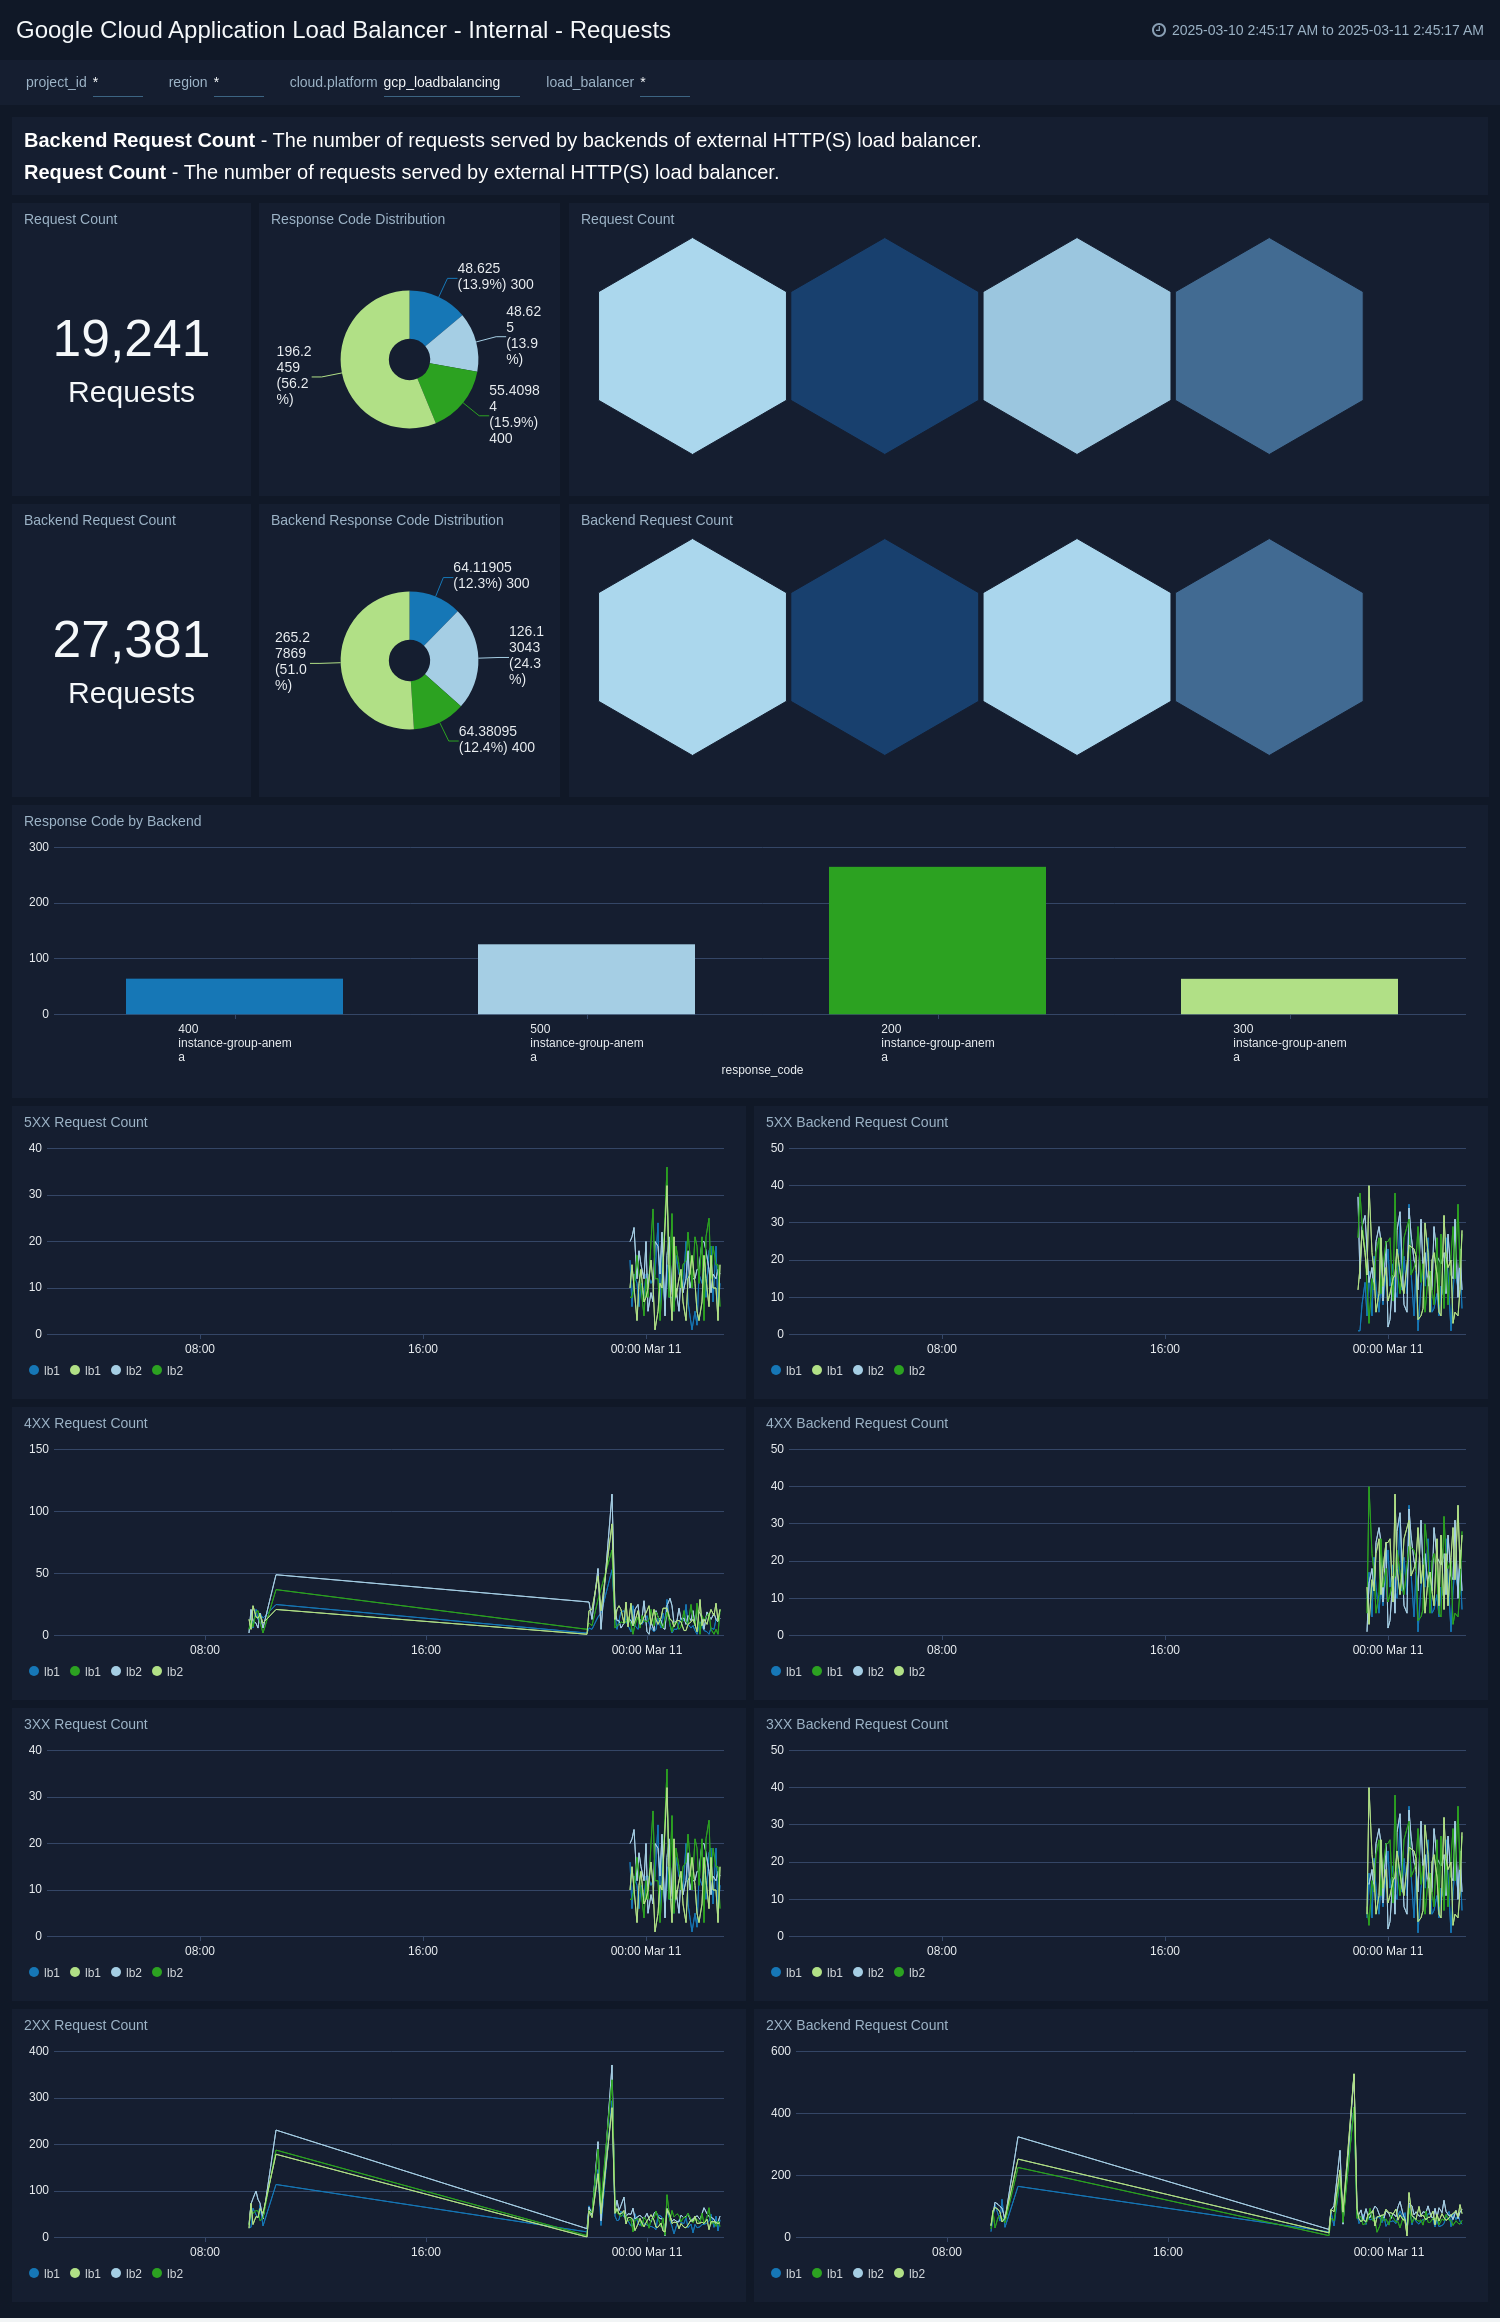 Google Cloud Application Load Balancer - Internal - Requests
2025-03-10 2:45:17 AM to 2025-03-11 2:45:17 AM
project_id * region * cloud.platform gcp_loadbalancing load_balancer *
Backend Request Count - The number of requests served by backends of external HTTP(S) load balancer.
Request Count - The number of requests served by external HTTP(S) load balancer.
Request Count
19,241
Requests
Response Code Distribution
48.625
(13.9%) 300
48.62
5
(13.9
%)
55.4098
4
(15.9%)
400
196.2
459
(56.2
%)
Request Count
Backend Request Count
27,381
Requests
Backend Response Code Distribution
64.11905
(12.3%) 300
126.1
3043
(24.3
%)
64.38095
(12.4%) 400
265.2
7869
(51.0
%)
Backend Request Count
Response Code by Backend
300
200
100
0
400
instance-group-anem
a
500
instance-group-anem
a
200
instance-group-anem
a
300
instance-group-anem
a
response_code
5XX Request Count
40
30
20
10
0
08:00 16:00 00:00 Mar 11
lb1 lb1 lb2 lb2
5XX Backend Request Count
50
40
30
20
10
0
08:00 16:00 00:00 Mar 11
lb1 lb1 lb2 lb2
4XX Request Count
150
100
50
0
08:00 16:00 00:00 Mar 11
lb1 lb1 lb2 lb2
4XX Backend Request Count
50
40
30
20
10
0
08:00 16:00 00:00 Mar 11
lb1 lb1 lb2 lb2
3XX Request Count
40
30
20
10
0
08:00 16:00 00:00 Mar 11
lb1 lb1 lb2 lb2
3XX Backend Request Count
50
40
30
20
10
0
08:00 16:00 00:00 Mar 11
lb1 lb1 lb2 lb2
2XX Request Count
400
300
200
100
0
08:00 16:00 00:00 Mar 11
lb1 lb1 lb2 lb2
2XX Backend Request Count
600
400
200
0
08:00 16:00 00:00 Mar 11
lb1 lb1 lb2 lb2